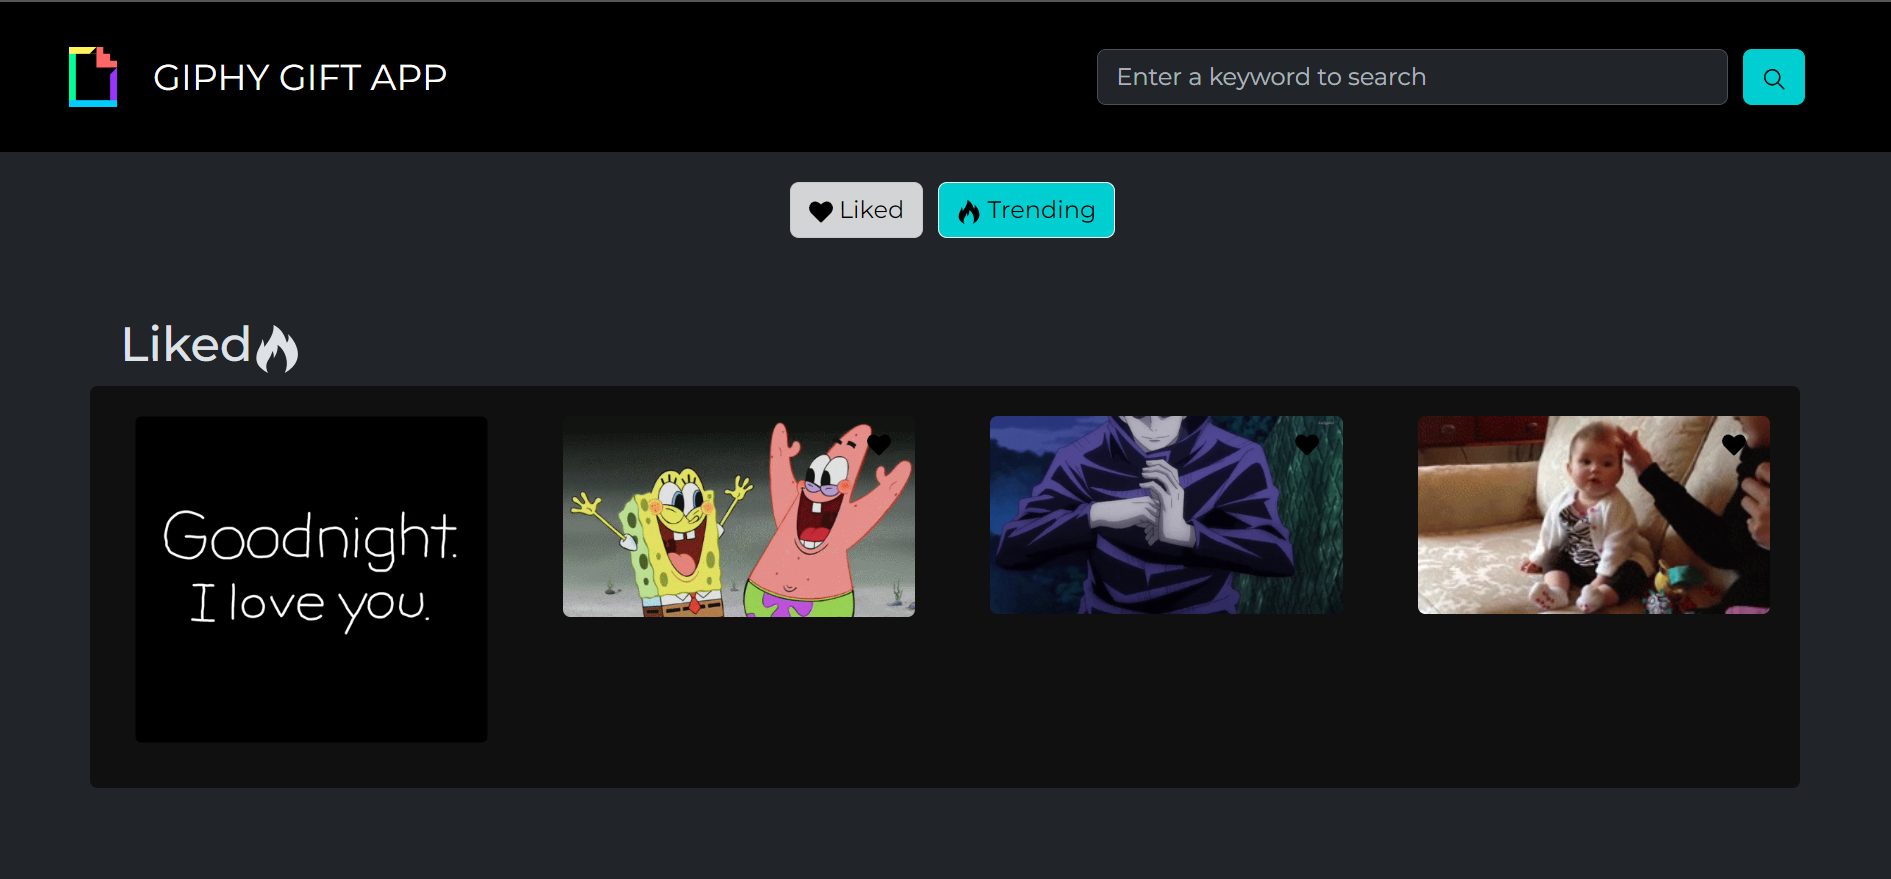 GIPHY GIFT APP
Enter a keyword to search
Liked
Trending
Liked
Goodnight.
I love you.